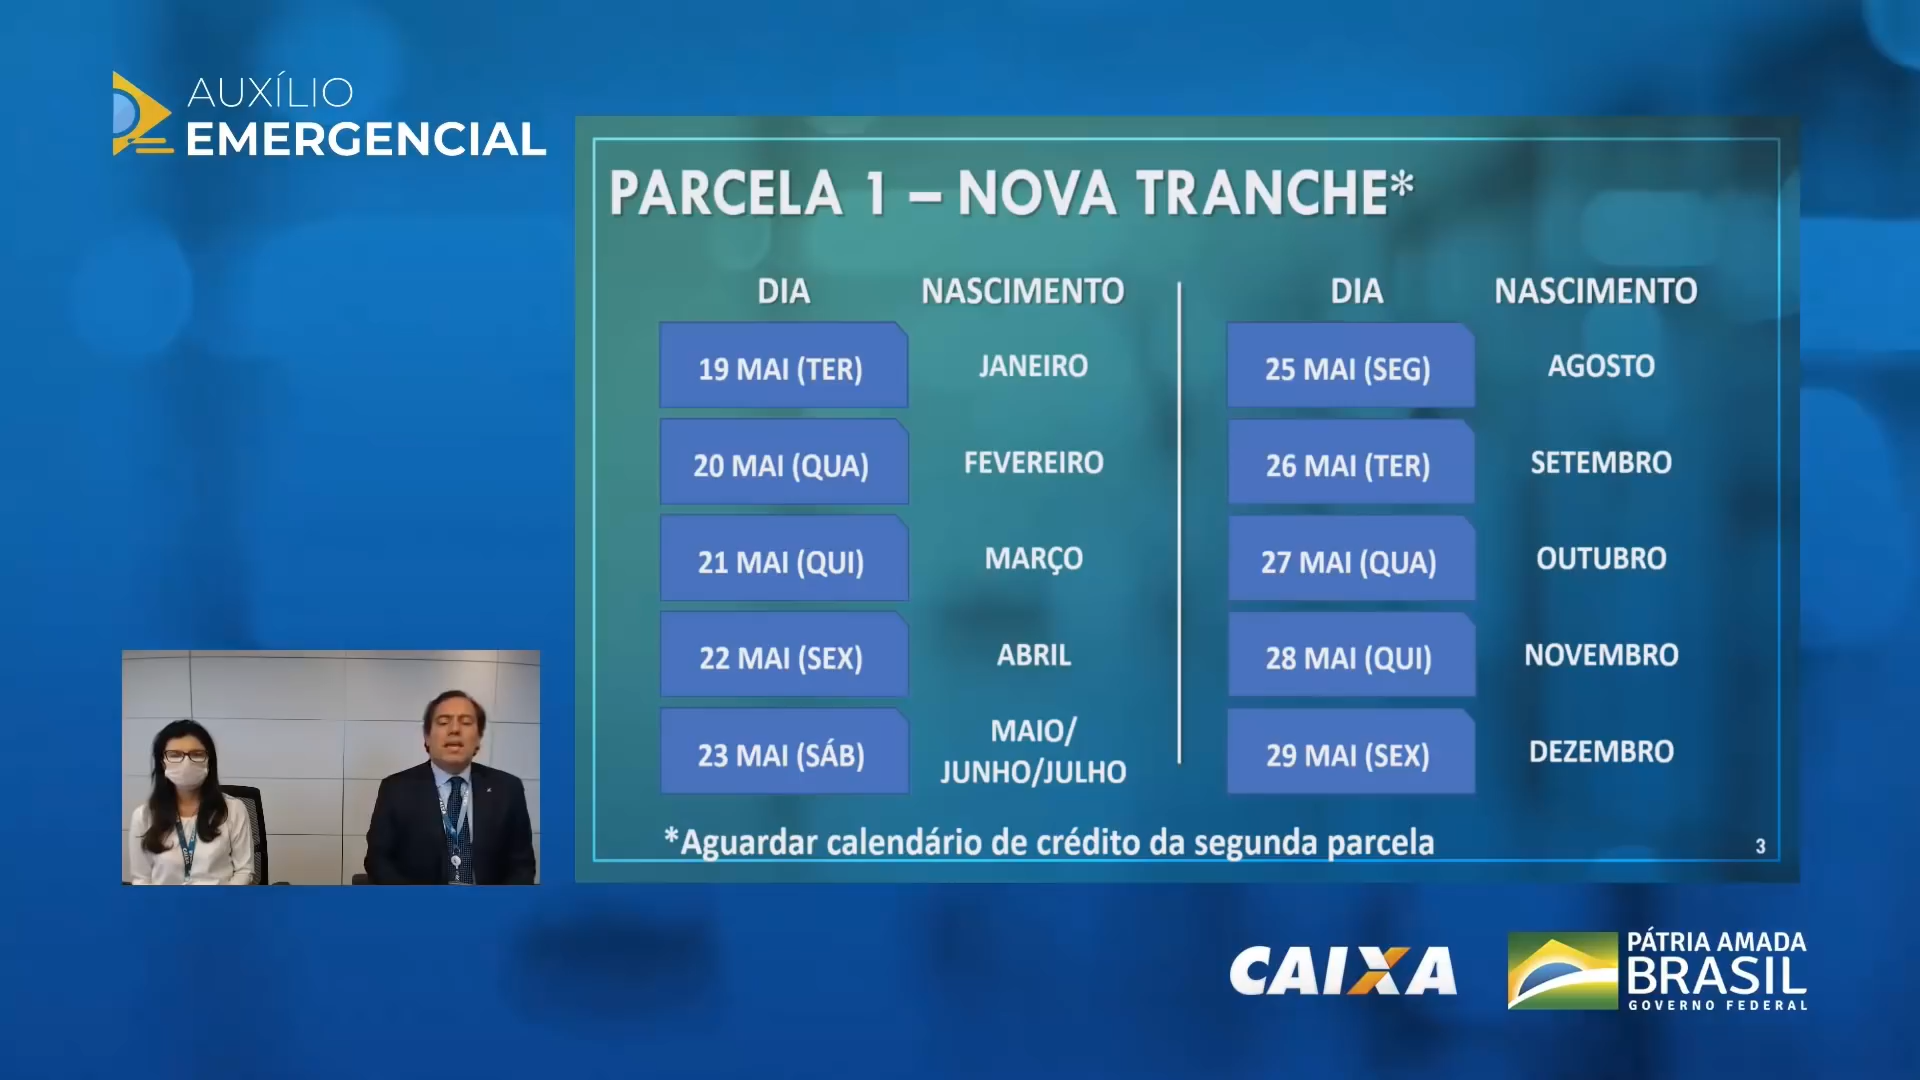 AUXÍLIO
EMERGENCIAL
PARCELA 1 – NOVA TRANCHE*
DIA NASCIMENTO
19 MAI (TER) JANEIRO
20 MAI (QUA) FEVEREIRO
21 MAI (QUI) MARÇO
22 MAI (SEX) ABRIL
23 MAI (SÁB) MAIO/
JUNHO/JULHO
DIA NASCIMENTO
25 MAI (SEG) AGOSTO
26 MAI (TER) SETEMBRO
27 MAI (QUA) OUTUBRO
28 MAI (QUI) NOVEMBRO
29 MAI (SEX) DEZEMBRO
*Aguardar calendário de crédito da segunda parcela
3
CAIXA
PÁTRIA AMADA
BRASIL
GOVERNO FEDERAL